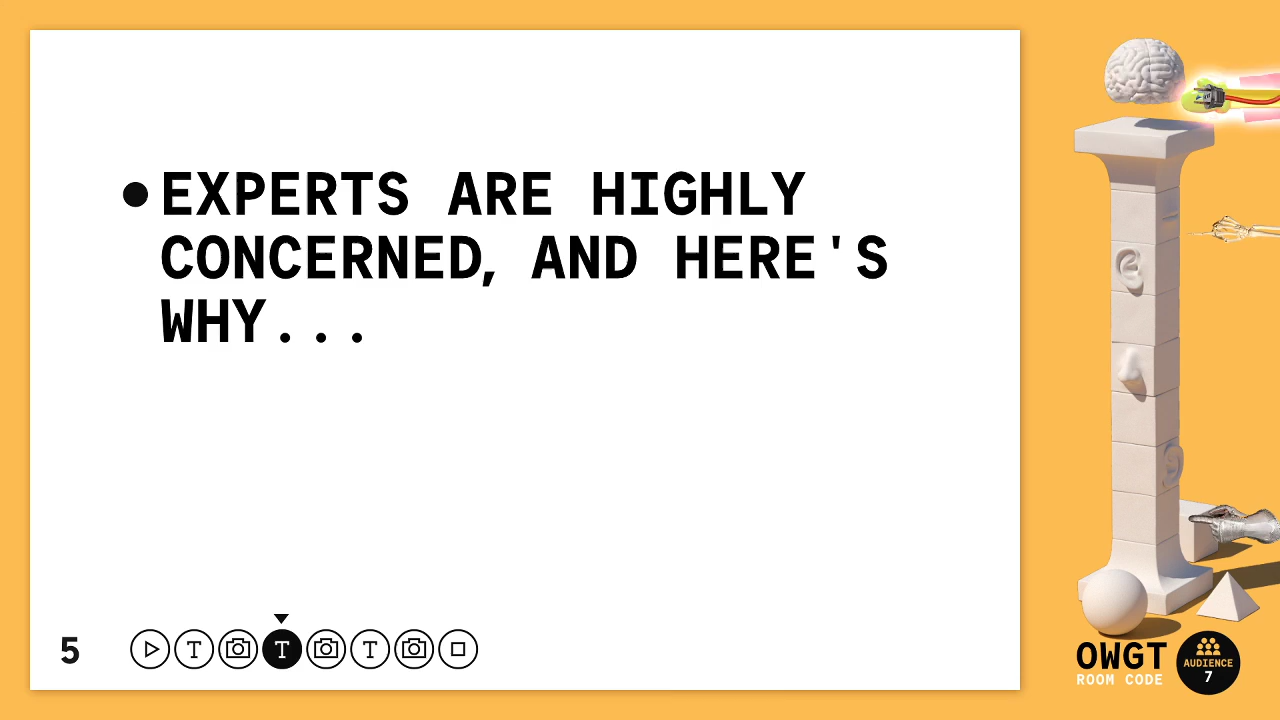 EXPERTS ARE HIGHLY
CONCERNED, AND HERE'S
WHY...
5
T
T
T
OWGT
ROOM CODE
AUDIENCE
7